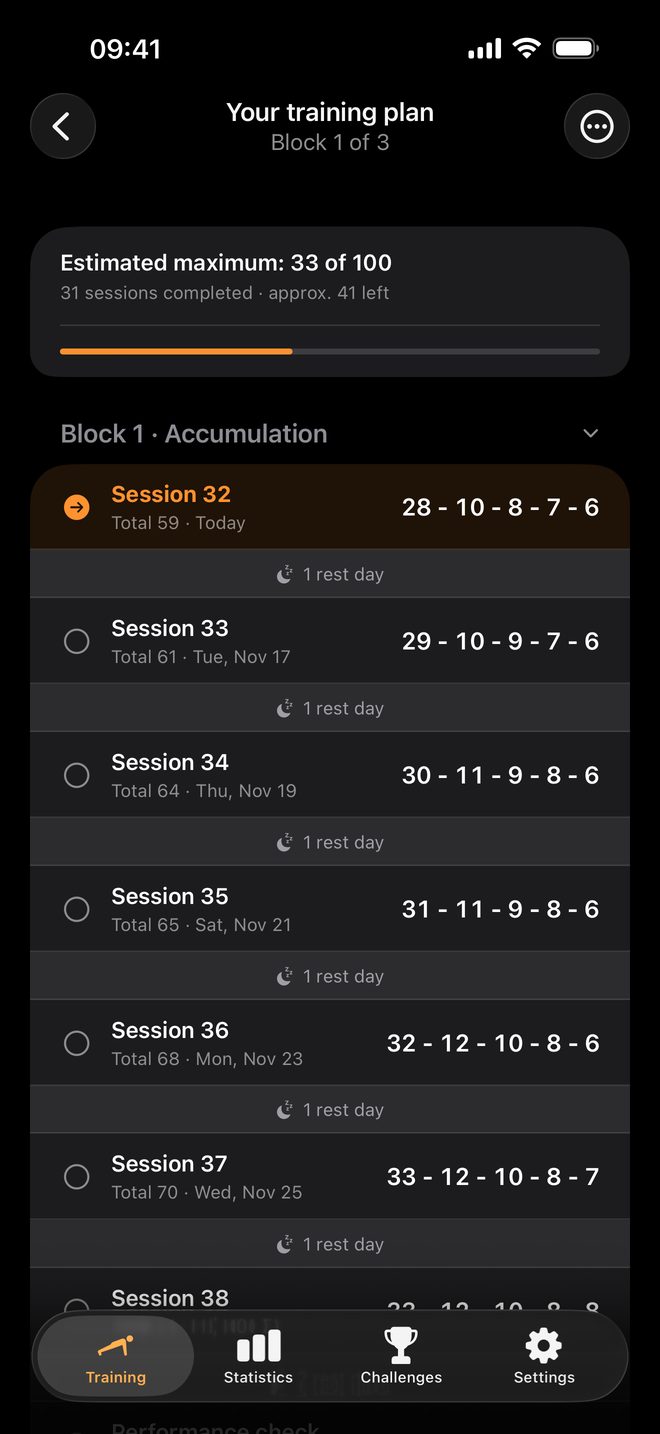 09:41
Your training plan
Block 1 of 3
Estimated maximum: 33 of 100
31 sessions completed · approx. 41 left
Block 1 · Accumulation
Session 32
28 - 10 - 8 - 7 - 6
Total 59 · Today
1 rest day
Session 33
29 - 10 - 9 - 7 - 6
Total 61 · Tue, Nov 17
1 rest day
Session 34
30 - 11 - 9 - 8 - 6
Total 64 · Thu, Nov 19
1 rest day
Session 35
31 - 11 - 9 - 8 - 6
Total 65 · Sat, Nov 21
1 rest day
Session 36
32 - 12 - 10 - 8 - 6
Total 68 · Mon, Nov 23
1 rest day
Session 37
33 - 12 - 10 - 8 - 7
Total 70 · Wed, Nov 25
1 rest day
Session 38
Training
Statistics
Challenges
Settings
Performance check